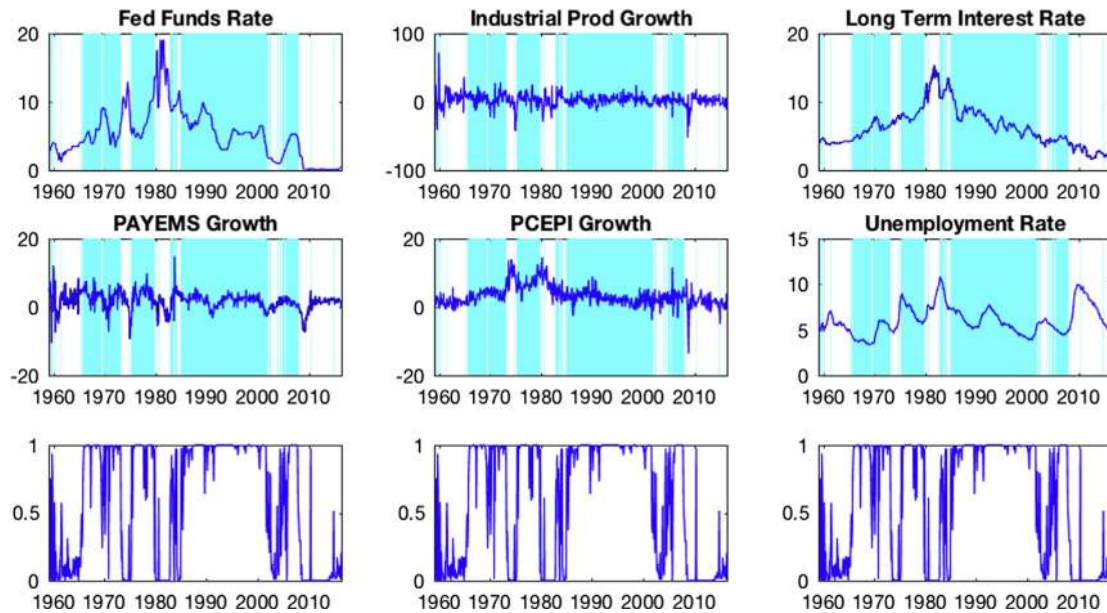 Fed Funds Rate Industrial Prod Growth Long Term Interest Rate
20 100 20
10 0 10
0 -100 0
1960 1970 1980 1990 2000 2010 1960 1970 1980 1990 2000 2010 1960 1970 1980 1990 2000 2010
PAYEMS Growth PCEPI Growth Unemployment Rate
20 20 15
10
0 0
5
-20 -20 0
1960 1970 1980 1990 2000 2010 1960 1970 1980 1990 2000 2010 1960 1970 1980 1990 2000 2010
1 1 1
0.5 0.5 0.5
0 0 0
1960 1970 1980 1990 2000 2010 1960 1970 1980 1990 2000 2010 1960 1970 1980 1990 2000 2010